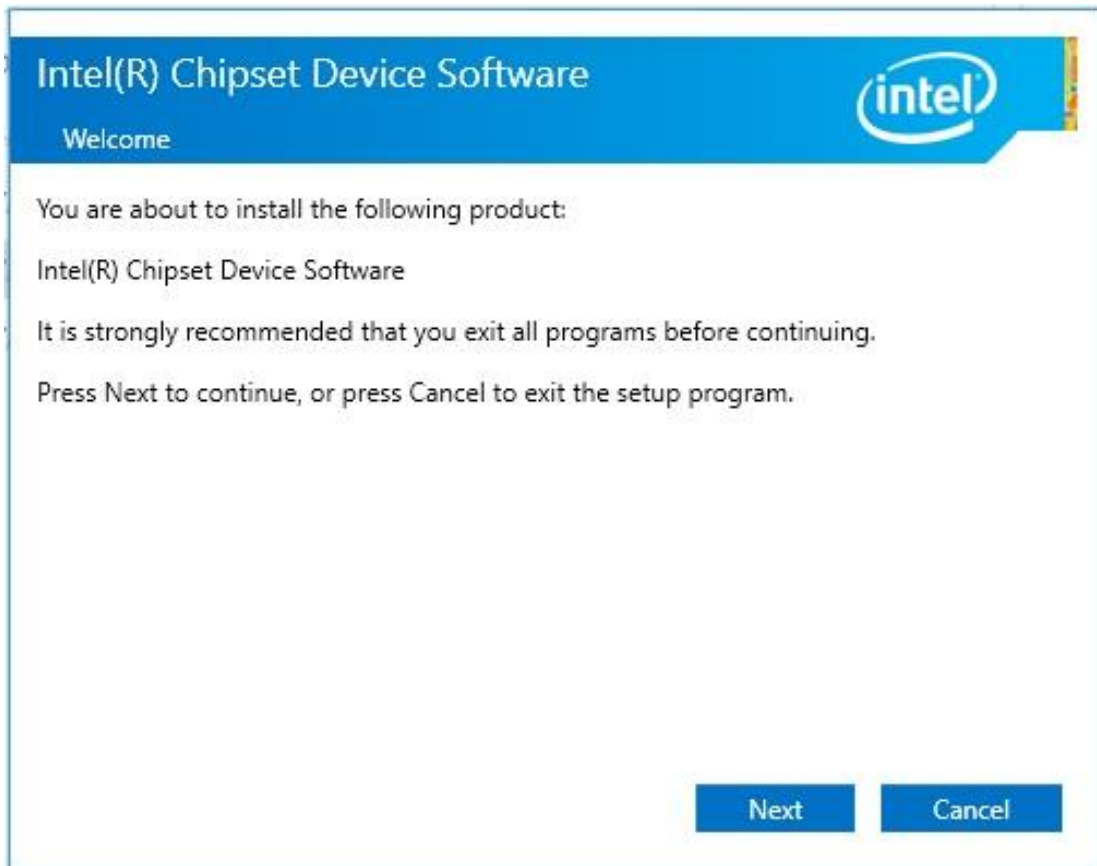 Intel(R) Chipset Device Software
intel
Welcome
You are about to install the following product:
Intel(R) Chipset Device Software
It is strongly recommended that you exit all programs before continuing.
Press Next to continue, or press Cancel to exit the setup program.
Next
Cancel